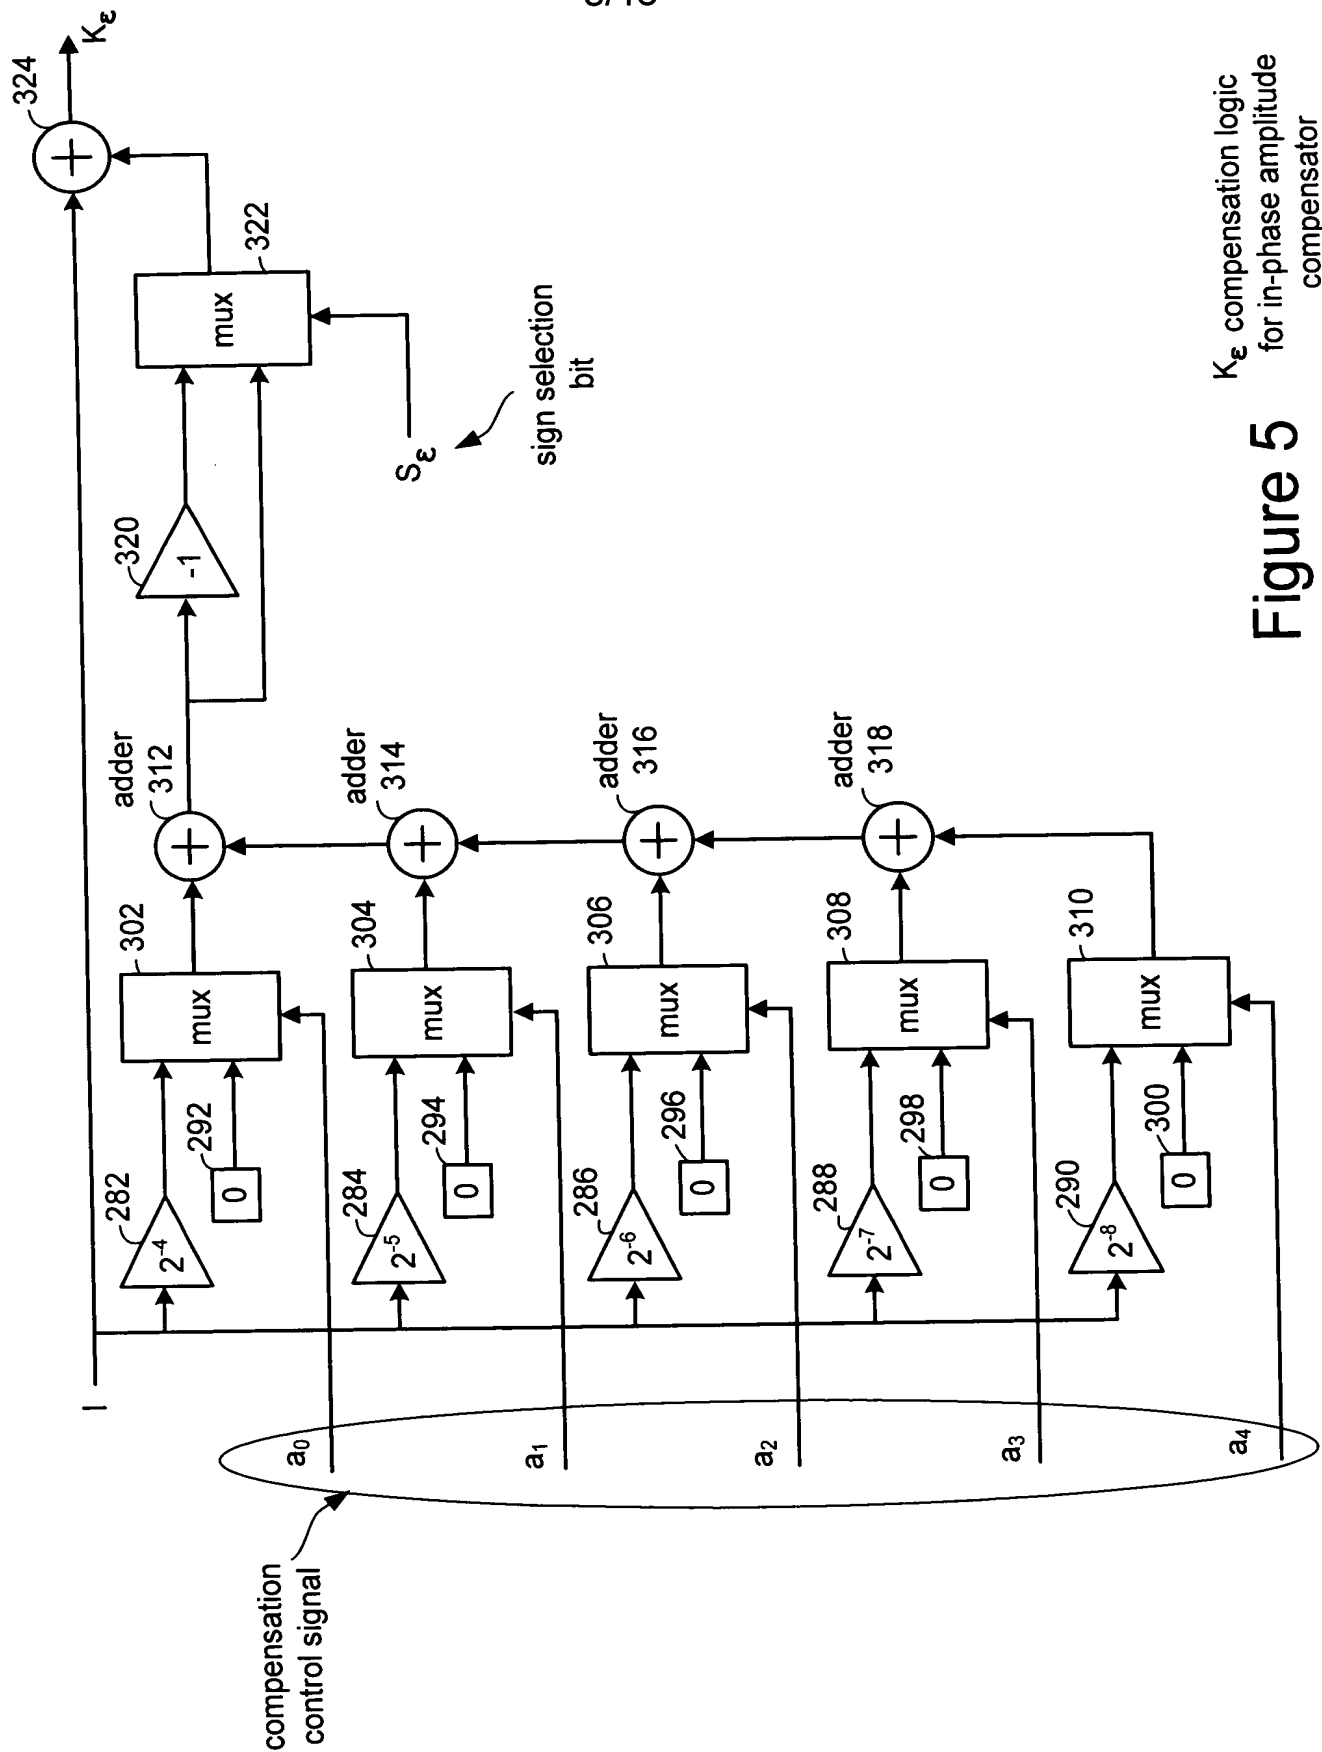 I
K𝛆
324
+
282
2⁻⁴
292
0
302
mux
adder
312
+
320
-1
mux
322
S𝛆
sign selection
bit
284
2⁻⁵
294
0
304
mux
adder
314
+
286
2⁻⁶
296
0
306
mux
adder
316
+
288
2⁻⁷
298
0
308
mux
adder
318
+
290
2⁻⁸
300
0
310
mux
a₀
a₁
a₂
a₃
a₄
compensation
control signal
Figure 5
K𝛆 compensation logic
for in-phase amplitude
compensator